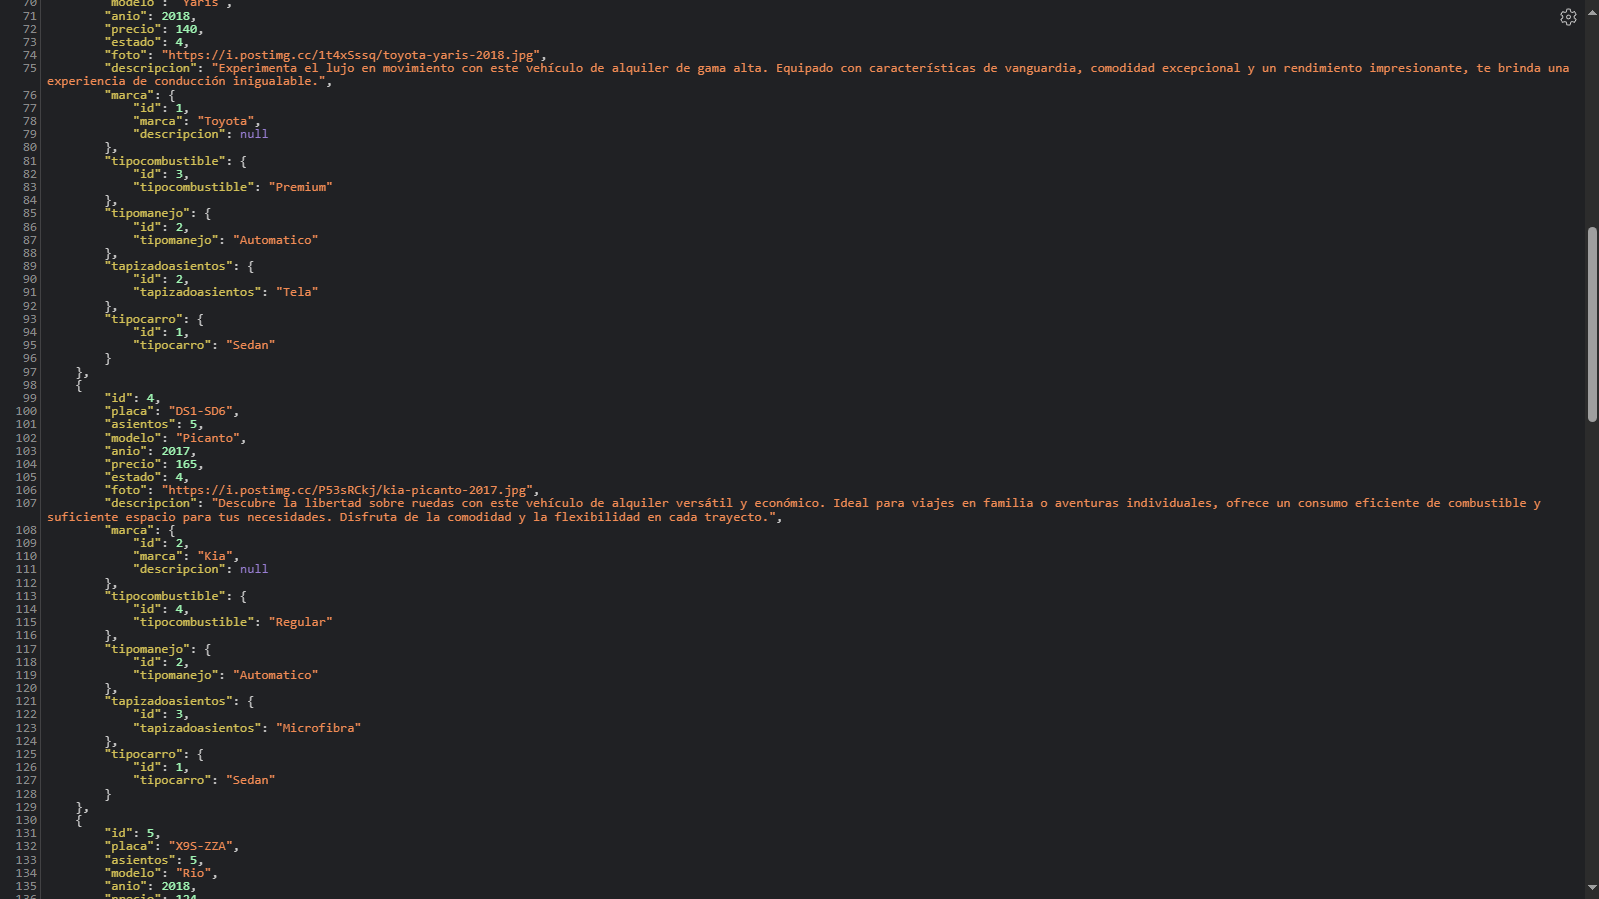 70 "modelo": "Yaris",
71 "anio": 2018,
72 "precio": 140,
73 "estado": 4,
74 "foto": "https://i.postimg.cc/1t4xSssq/toyota-yaris-2018.jpg",
75 "descripcion": "Experimenta el lujo en movimiento con este vehículo de alquiler de gama alta. Equipado con características de vanguardia, comodidad excepcional y un rendimiento impresionante, te brinda una
experiencia de conducción inigualable.",
76 "marca": {
77 "id": 1,
78 "marca": "Toyota",
79 "descripcion": null
80 },
81 "tipocombustible": {
82 "id": 3,
83 "tipocombustible": "Premium"
84 },
85 "tipomanejo": {
86 "id": 2,
87 "tipomanejo": "Automatico"
88 },
89 "tapizadoasientos": {
90 "id": 2,
91 "tapizadoasientos": "Tela"
92 },
93 "tipocarro": {
94 "id": 1,
95 "tipocarro": "Sedan"
96 }
97 },
98 {
99 "id": 4,
100 "placa": "DS1-SD6",
101 "asientos": 5,
102 "modelo": "Picanto",
103 "anio": 2017,
104 "precio": 165,
105 "estado": 4,
106 "foto": "https://i.postimg.cc/P53sRCkj/kia-picanto-2017.jpg",
107 "descripcion": "Descubre la libertad sobre ruedas con este vehículo de alquiler versátil y económico. Ideal para viajes en familia o aventuras individuales, ofrece un consumo eficiente de combustible y
suficiente espacio para tus necesidades. Disfruta de la comodidad y la flexibilidad en cada trayecto.",
108 "marca": {
109 "id": 2,
110 "marca": "Kia",
111 "descripcion": null
112 },
113 "tipocombustible": {
114 "id": 4,
115 "tipocombustible": "Regular"
116 },
117 "tipomanejo": {
118 "id": 2,
119 "tipomanejo": "Automatico"
120 },
121 "tapizadoasientos": {
122 "id": 3,
123 "tapizadoasientos": "Microfibra"
124 },
125 "tipocarro": {
126 "id": 1,
127 "tipocarro": "Sedan"
128 }
129 },
130 {
131 "id": 5,
132 "placa": "X9S-ZZA",
133 "asientos": 5,
134 "modelo": "Rio",
135 "anio": 2018,
136 "precio": 124,